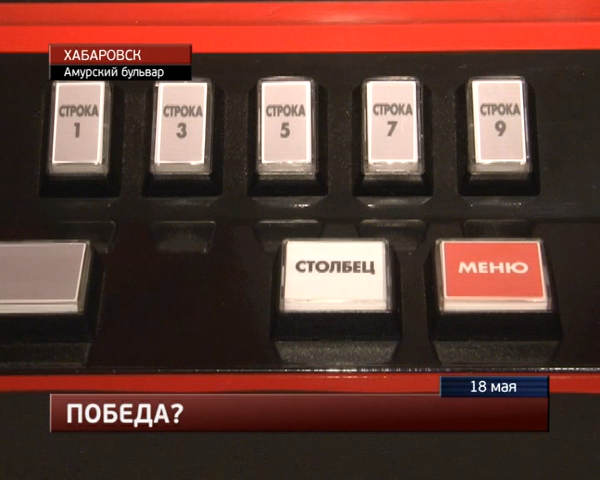 ХАБАРОВСК
Амурский бульвар
СТРОКА 1
СТРОКА 3
СТРОКА 5
СТРОКА 7
СТРОКА 9
СТОЛБЕЦ
МЕНЮ
18 мая
ПОБЕДА?